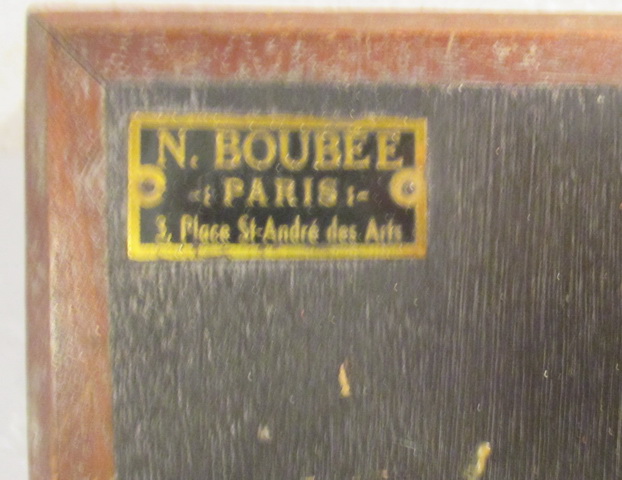 N. BOUBÉE
PARIS
3, Place St-André des Arts